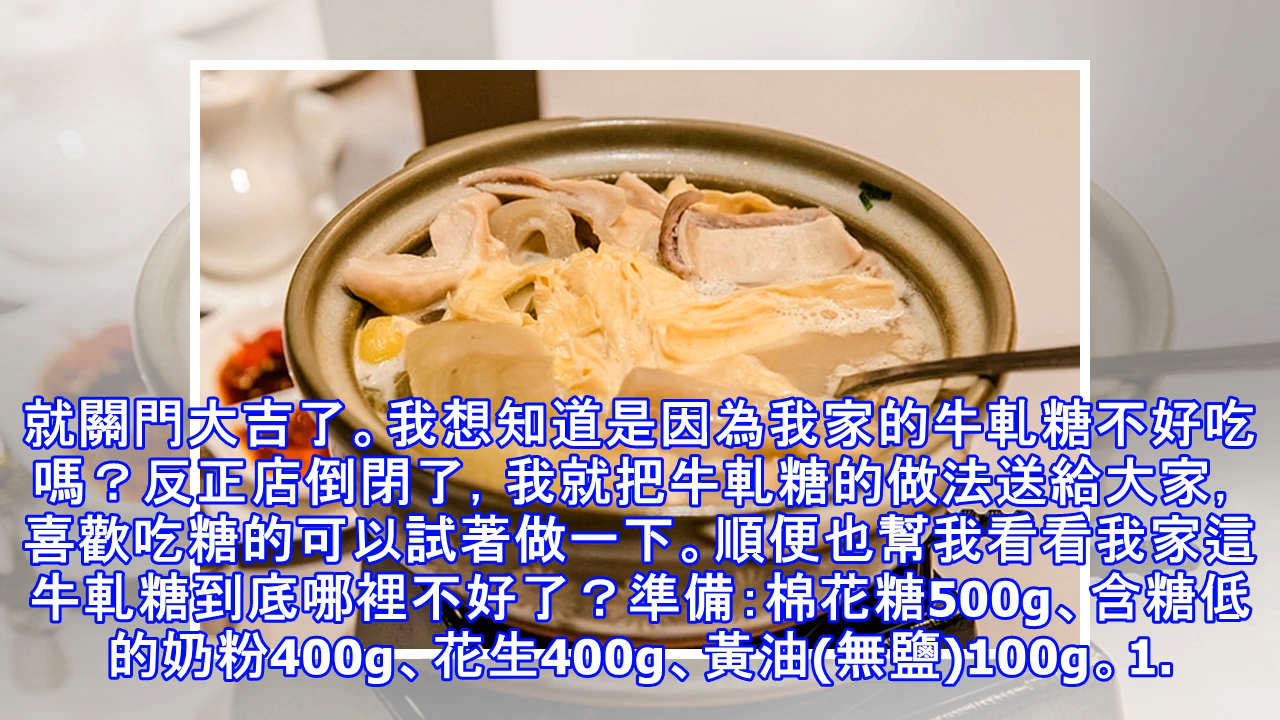 就關門大吉了。我想知道是因為我家的牛軋糖不好吃
嗎？反正店倒閉了，我就把牛軋糖的做法送給大家，
喜歡吃糖的可以試著做一下。順便也幫我看看我家這
牛軋糖到底哪裡不好了？準備：棉花糖500g、含糖低
的奶粉400g、花生400g、黃油(無鹽)100g。1.